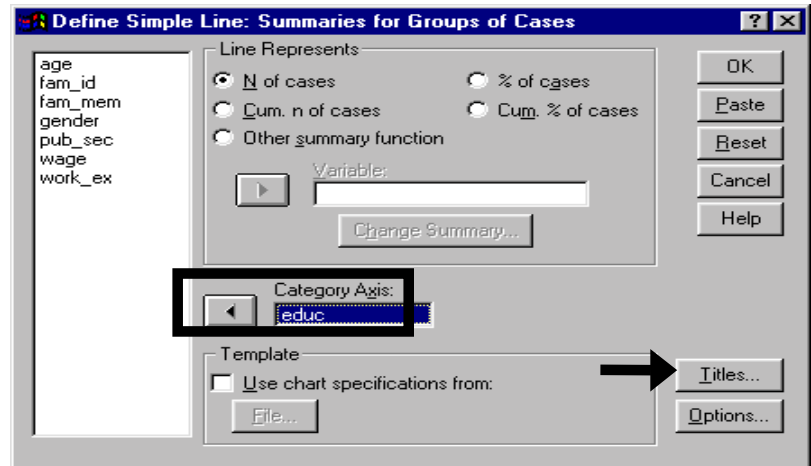 Define Simple Line: Summaries for Groups of Cases
age
fam_id
fam_mem
gender
pub_sec
wage
work_ex
Line Represents
N of cases
% of cases
Cum. n of cases
Cum. % of cases
Other summary function
Variable:
Change Summary...
Category Axis:
educ
Template
Use chart specifications from:
File...
OK
Paste
Reset
Cancel
Help
Titles...
Options...